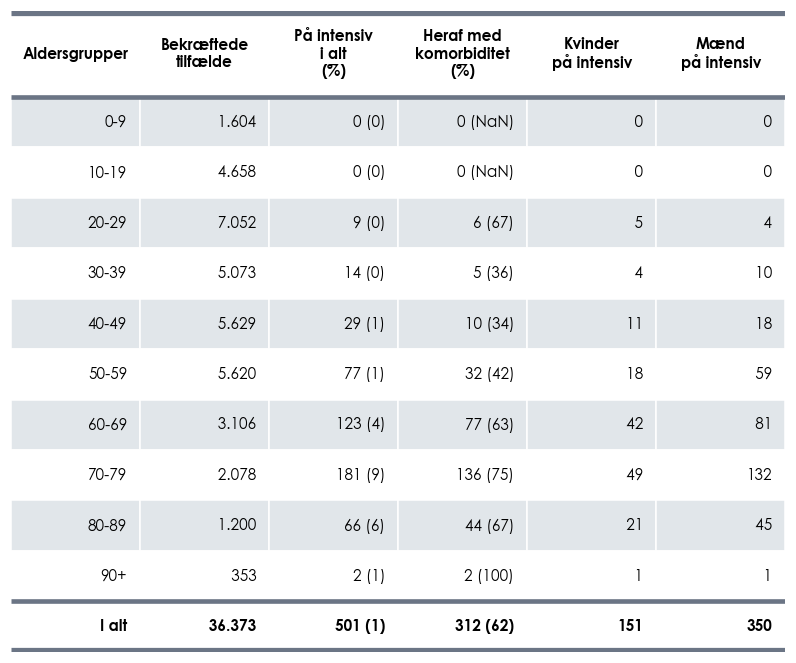 Aldersgrupper Bekræftede tilfælde På intensiv i alt (%) Heraf med komorbiditet (%) Kvinder på intensiv Mænd på intensiv
0-9 1.604 0 (0) 0 (NaN) 0 0
10-19 4.658 0 (0) 0 (NaN) 0 0
20-29 7.052 9 (0) 6 (67) 5 4
30-39 5.073 14 (0) 5 (36) 4 10
40-49 5.629 29 (1) 10 (34) 11 18
50-59 5.620 77 (1) 32 (42) 18 59
60-69 3.106 123 (4) 77 (63) 42 81
70-79 2.078 181 (9) 136 (75) 49 132
80-89 1.200 66 (6) 44 (67) 21 45
90+ 353 2 (1) 2 (100) 1 1
I alt 36.373 501 (1) 312 (62) 151 350